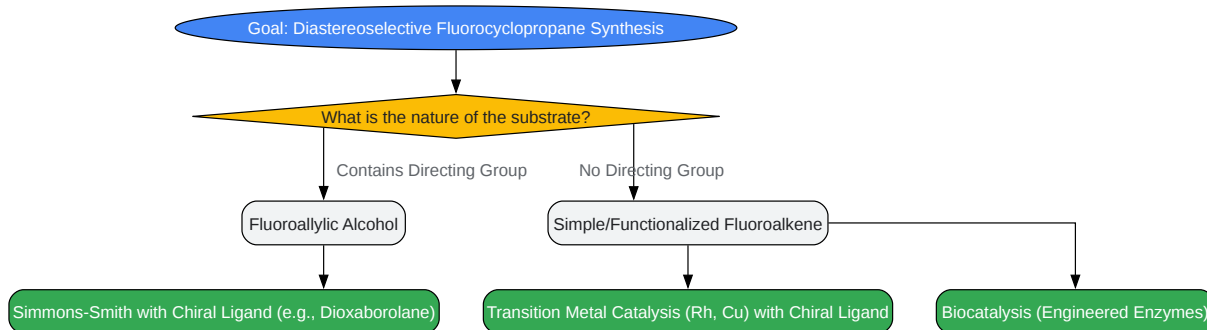 Goal: Diastereoselective Fluorocyclopropane Synthesis
What is the nature of the substrate?
Contains Directing Group
No Directing Group
Fluoroallylic Alcohol
Simple/Functionalized Fluoroalkene
Simmons-Smith with Chiral Ligand (e.g., Dioxaborolane)
Transition Metal Catalysis (Rh, Cu) with Chiral Ligand
Biocatalysis (Engineered Enzymes)